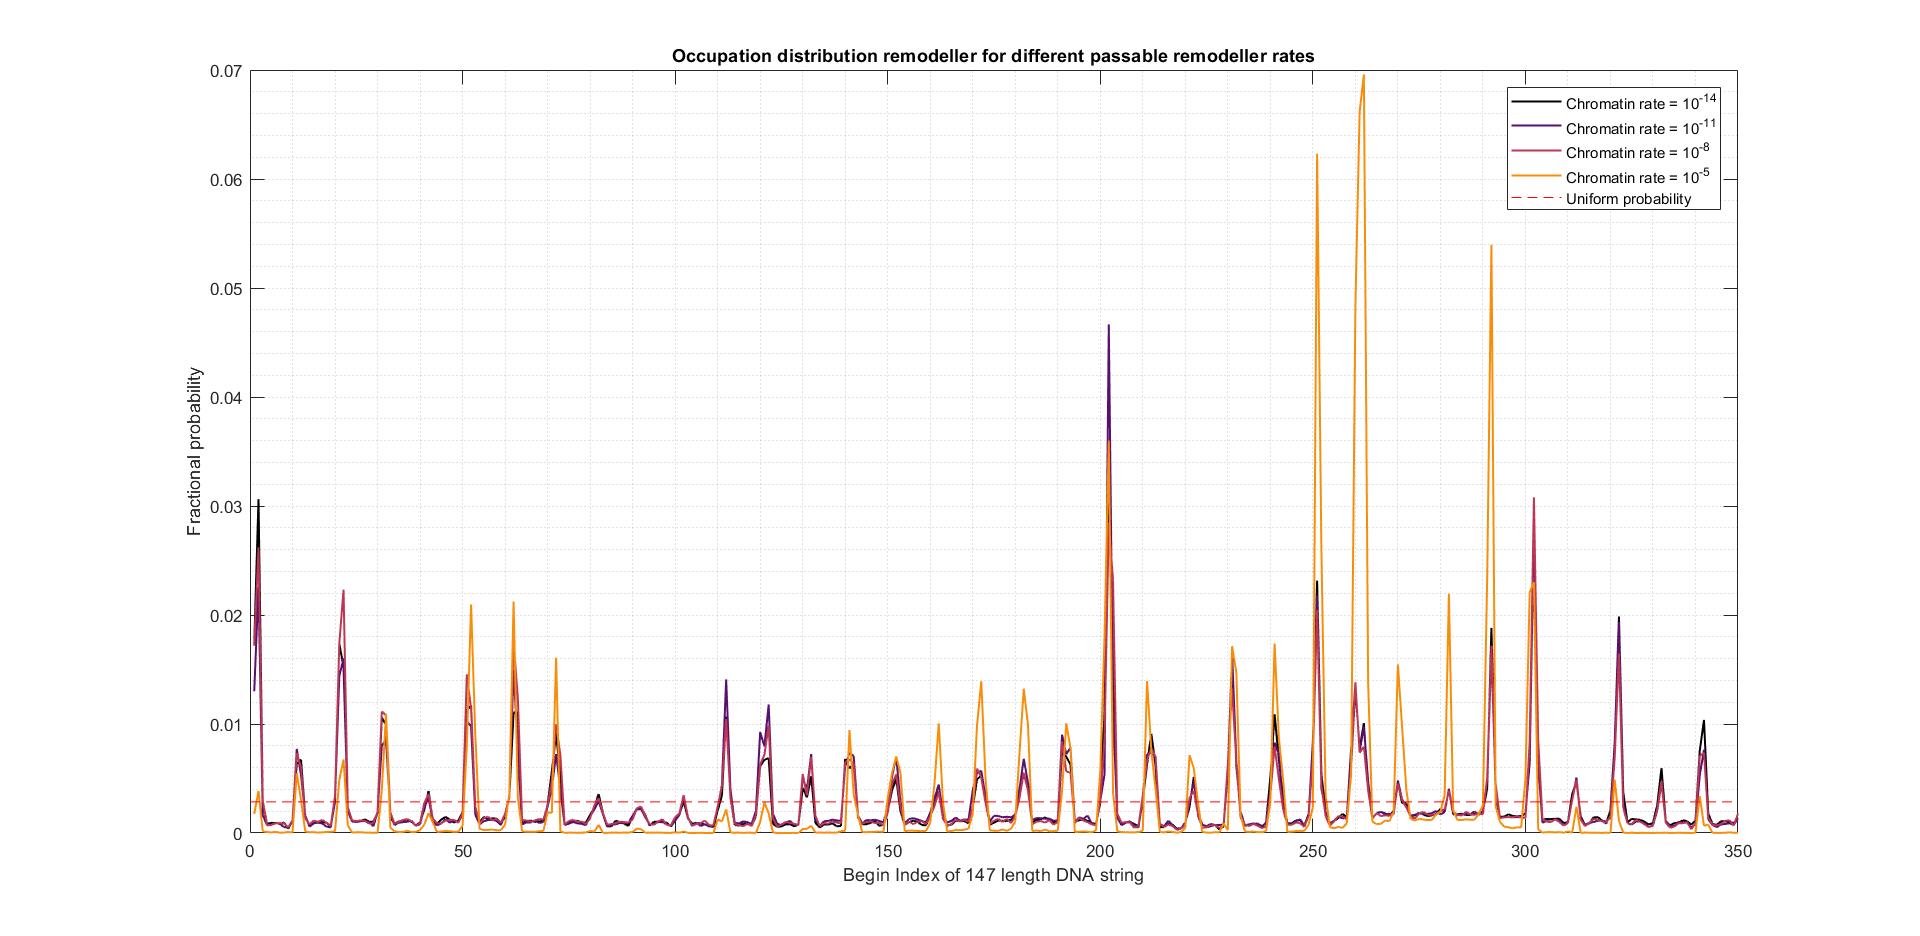 Occupation distribution remodeller for different passable remodeller rates
0.07
0.06
0.05
0.04
0.03
0.02
0.01
0
Fractional probability
Chromatin rate = 10^-14
Chromatin rate = 10^-11
Chromatin rate = 10^-8
Chromatin rate = 10^-5
Uniform probability
0 50 100 150 200 250 300 350
Begin Index of 147 length DNA string